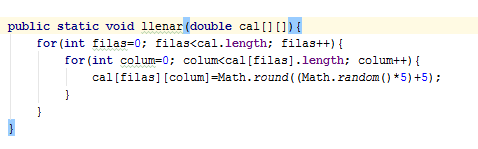 public static void llenar(double cal[][]){
for(int filas=0; filas<cal.length; filas++){
for(int colum=0; colum<cal[filas].length; colum++){
cal[filas][colum]=Math.round((Math.random()*5)+5);
}
}
}